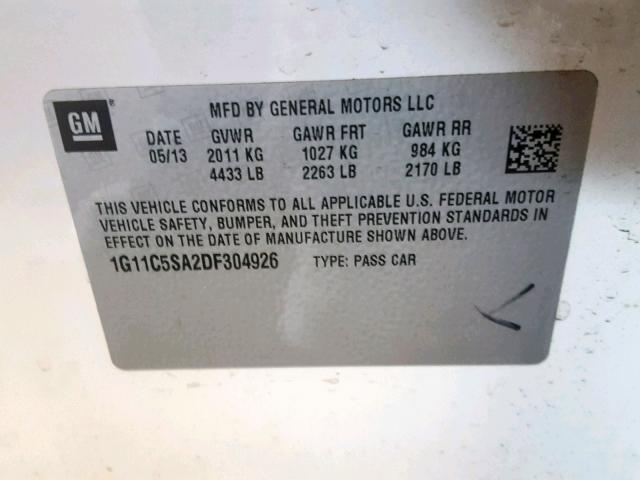 GM
MFD BY GENERAL MOTORS LLC
DATE GVWR GAWR FRT GAWR RR
05/13 2011 KG 1027 KG 984 KG
4433 LB 2263 LB 2170 LB
THIS VEHICLE CONFORMS TO ALL APPLICABLE U.S. FEDERAL MOTOR
VEHICLE SAFETY, BUMPER, AND THEFT PREVENTION STANDARDS IN
EFFECT ON THE DATE OF MANUFACTURE SHOWN ABOVE.
1G11C5SA2DF304926 TYPE: PASS CAR